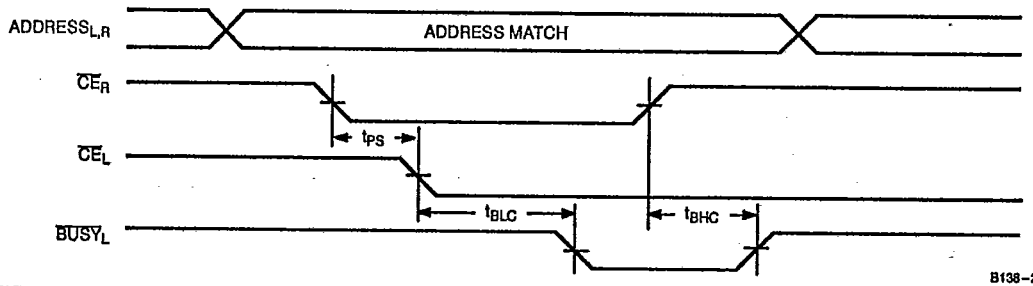 ADDRESSL,R
ADDRESS MATCH
CER
tPS
CEL
tBLC
tBHC
BUSYL
B138-2